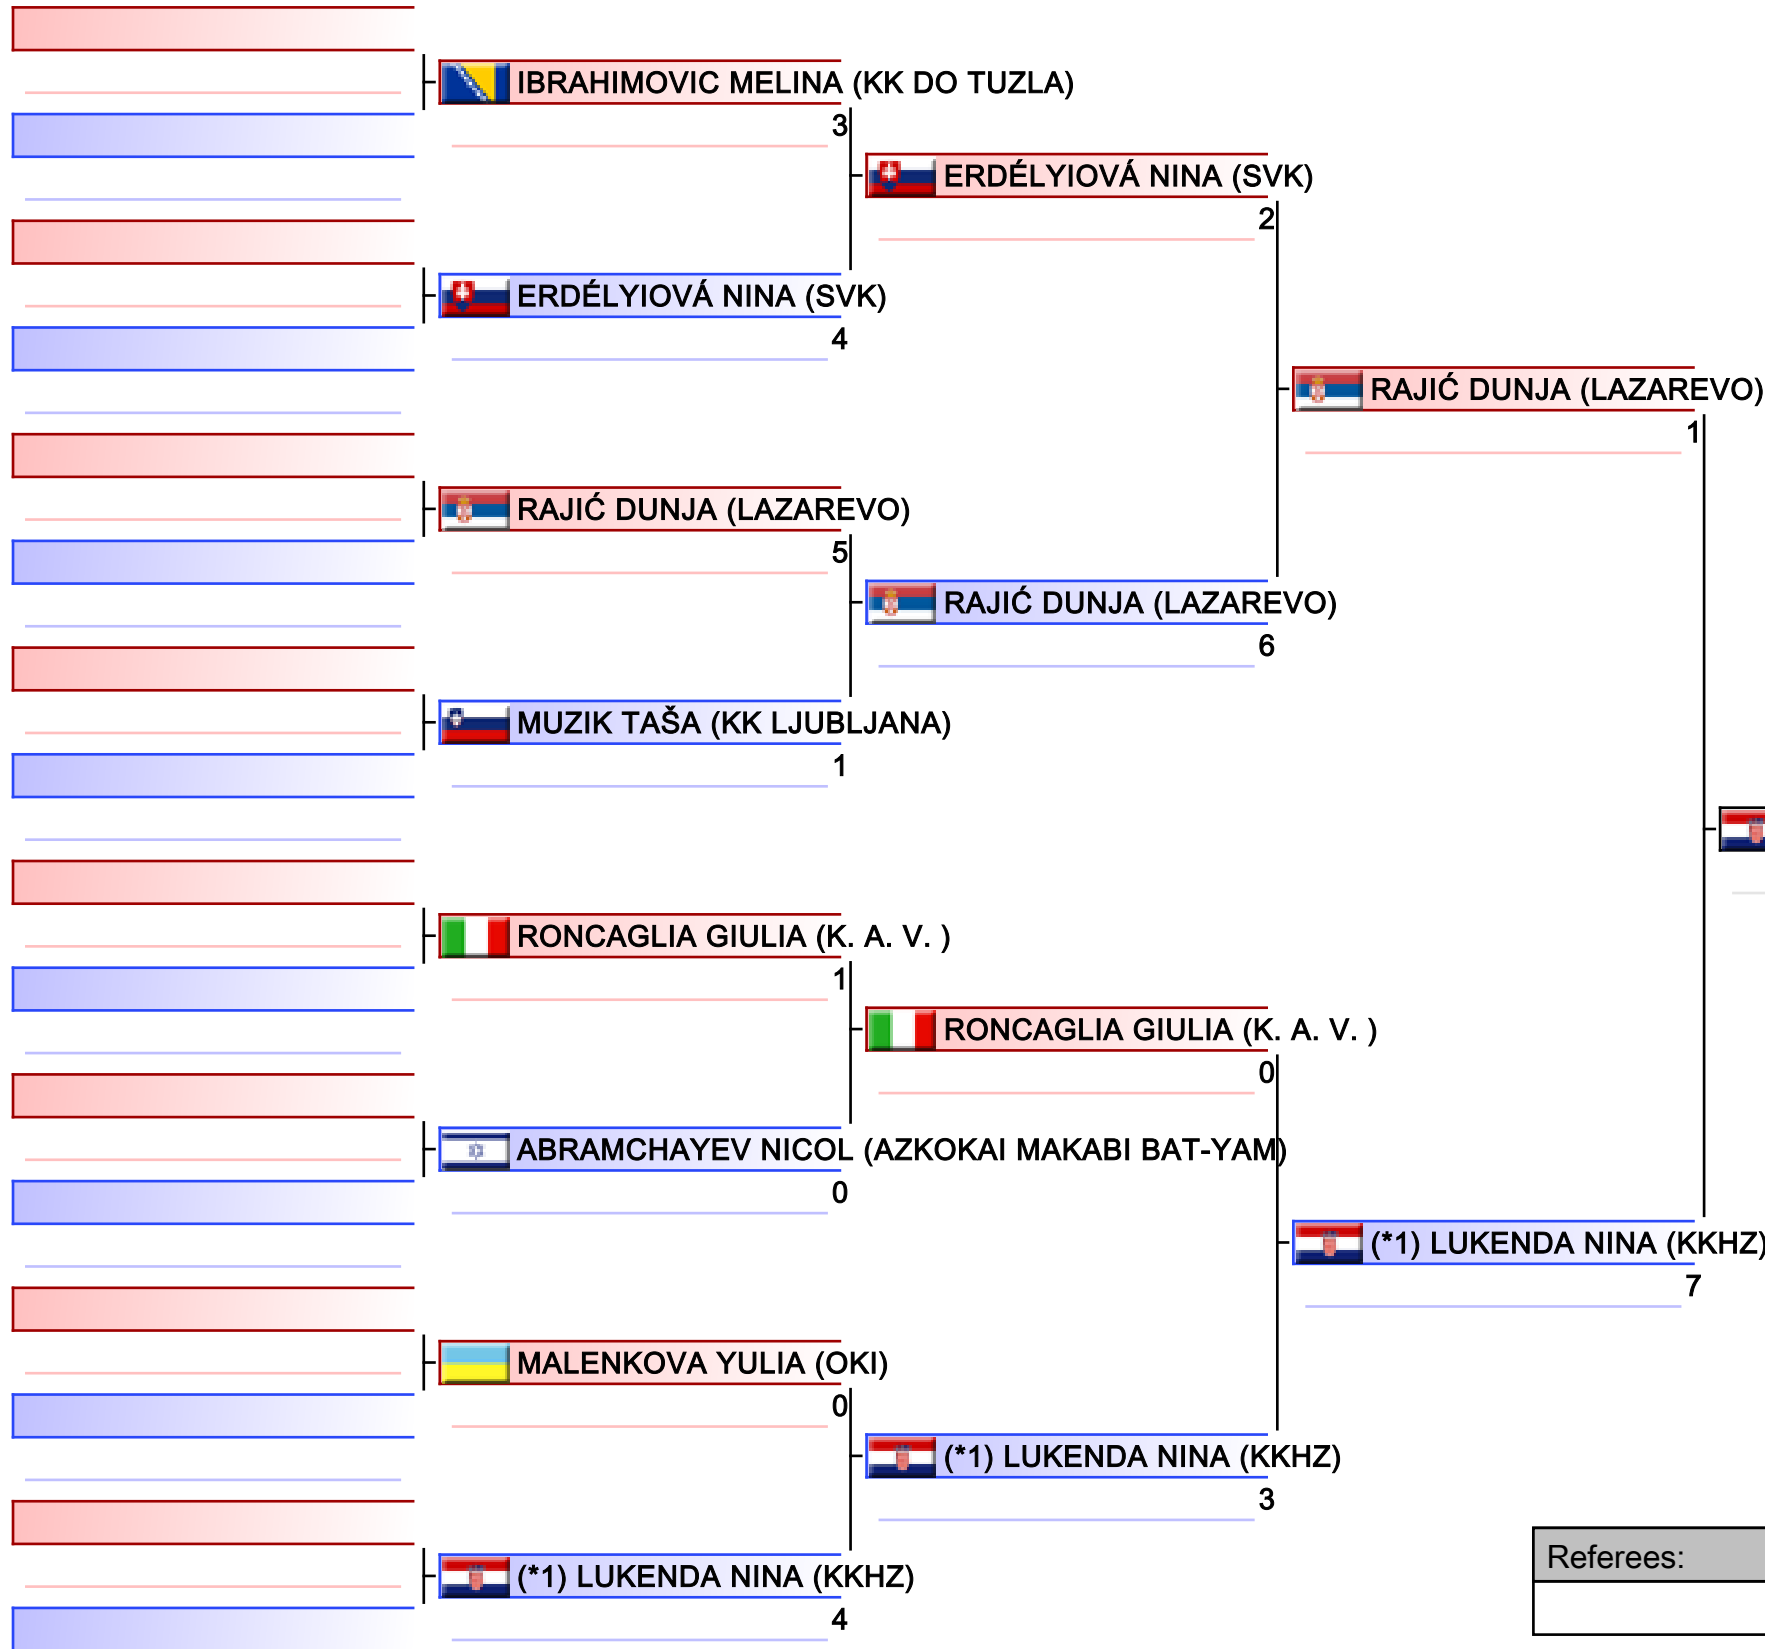 IBRAHIMOVIC MELINA (KK DO TUZLA)
3
ERDÉLYIOVÁ NINA (SVK)
2
ERDÉLYIOVÁ NINA (SVK)
4
RAJIĆ DUNJA (LAZAREVO)
1
RAJIĆ DUNJA (LAZAREVO)
5
RAJIĆ DUNJA (LAZAREVO)
6
MUZIK TAŠA (KK LJUBLJANA)
1
RONCAGLIA GIULIA (K. A. V. )
1
RONCAGLIA GIULIA (K. A. V. )
0
ABRAMCHAYEV NICOL (AZKOKAI MAKABI BAT-YAM)
0
(*1) LUKENDA NINA (KKHZ)
7
MALENKOVA YULIA (OKI)
0
(*1) LUKENDA NINA (KKHZ)
3
(*1) LUKENDA NINA (KKHZ)
4
Referees: